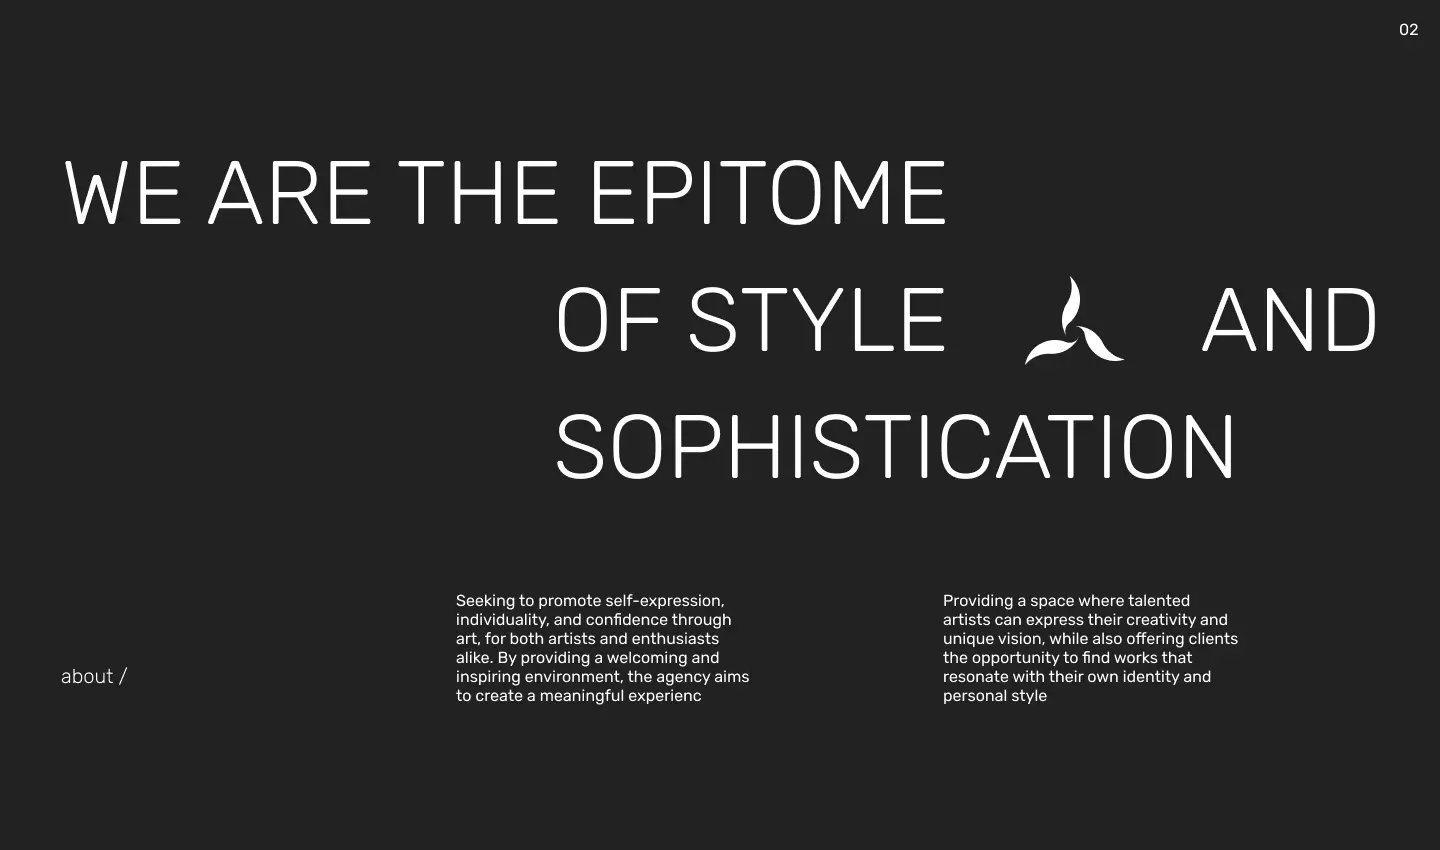 02
WE ARE THE EPITOME
OF STYLE AND
SOPHISTICATION
about /
Seeking to promote self-expression,
individuality, and confidence through
art, for both artists and enthusiasts
alike. By providing a welcoming and
inspiring environment, the agency aims
to create a meaningful experienc
Providing a space where talented
artists can express their creativity and
unique vision, while also offering clients
the opportunity to find works that
resonate with their own identity and
personal style